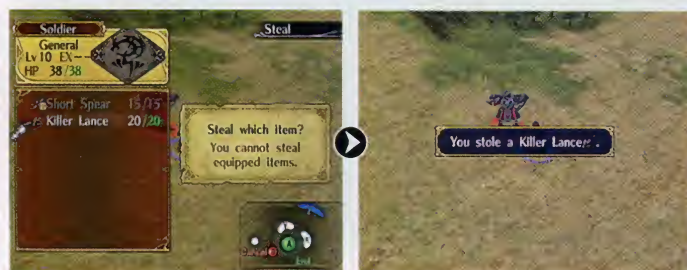 Soldier
General
Lv 10 EX--
HP 38/38
Short Spear 15/15
Killer Lance 20/20
Steal
Steal which item?
You cannot steal
equipped items.
A
You stole a Killer Lance